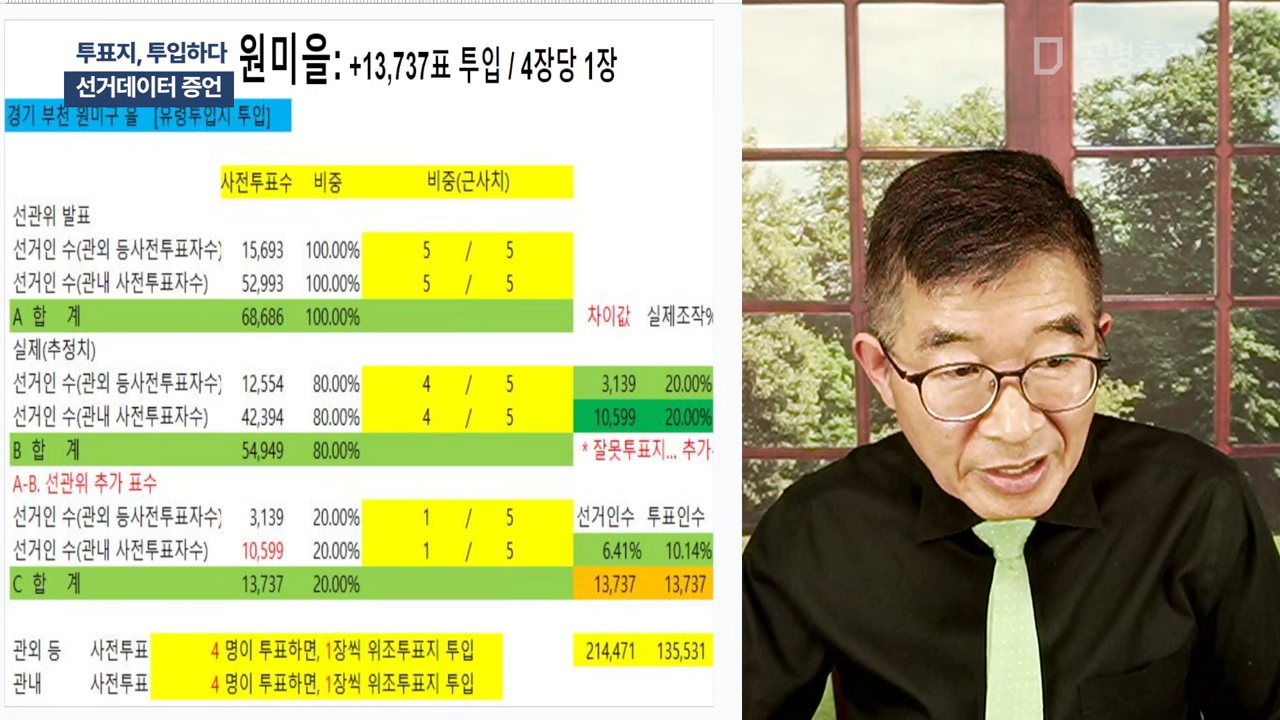 투표지, 투입하다
선거데이터 증언
원미을: +13,737표 투입 / 4장당 1장
경기 부천 원미구 을 [유령투입지 투입]
사전투표수 비중 비중(근사치)
선관위 발표
선거인 수(관외 등사전투표자수) 15,693 100.00% 5 / 5
선거인 수(관내 사전투표자수) 52,993 100.00% 5 / 5
A 합 계 68,686 100.00% 차이값 실제조작%
실제(추정치)
선거인 수(관외 등사전투표자수) 12,554 80.00% 4 / 5 3,139 20.00%
선거인 수(관내 사전투표자수) 42,394 80.00% 4 / 5 10,599 20.00%
B 합 계 54,949 80.00% * 잘못투표지... 추가
A-B. 선관위 추가 표수
선거인 수(관외 등사전투표자수) 3,139 20.00% 1 / 5 선거인수 투표인수
선거인 수(관내 사전투표자수) 10,599 20.00% 1 / 5 6.41% 10.14%
C 합 계 13,737 20.00% 13,737 13,737
관외 등 사전투표 4 명이 투표하면, 1장씩 위조투표지 투입 214,471 135,531
관내 사전투표 4 명이 투표하면, 1장씩 위조투표지 투입